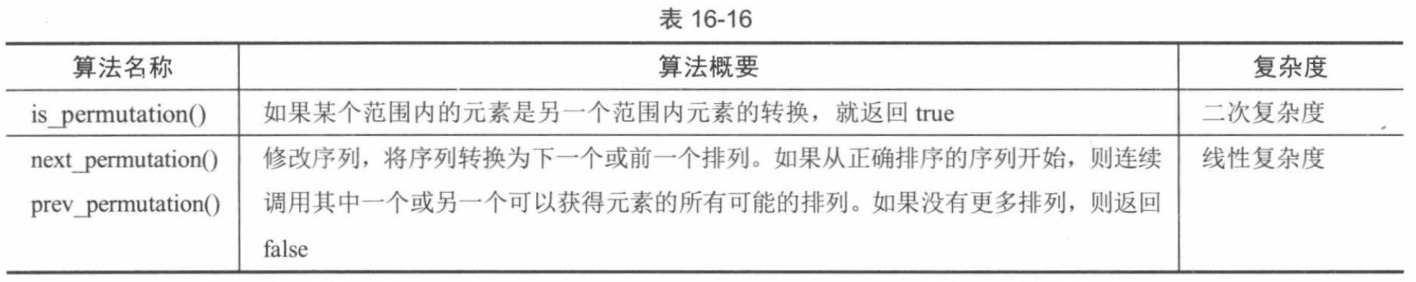 表 16-16
算法名称 算法概要 复杂度
is_permutation() 如果某个范围内的元素是另一个范围内元素的转换，就返回 true 二次复杂度
next_permutation() 修改序列，将序列转换为下一个或前一个排列。如果从正确排序的序列开始，则连续 线性复杂度
prev_permutation() 调用其中一个或另一个可以获得元素的所有可能的排列。如果没有更多排列，则返回
false